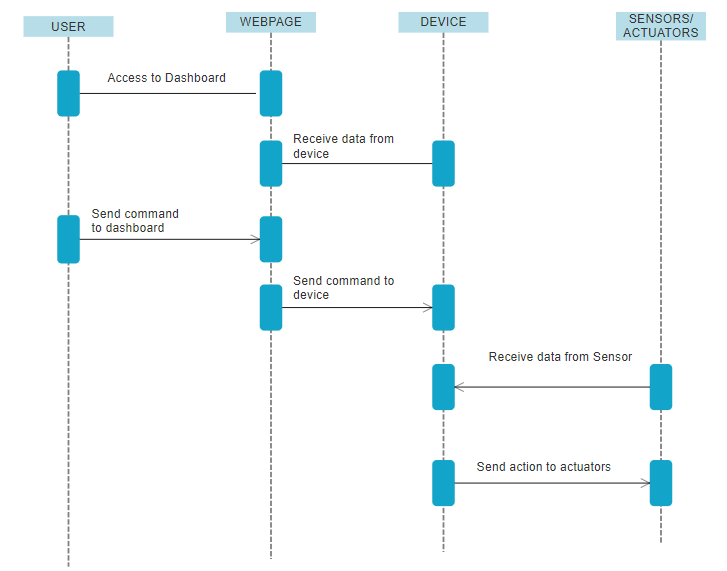 USER
WEBPAGE
DEVICE
SENSORS/
ACTUATORS
Access to Dashboard
Receive data from
device
Send command
to dashboard
Send command to
device
Receive data from Sensor
Send action to actuators